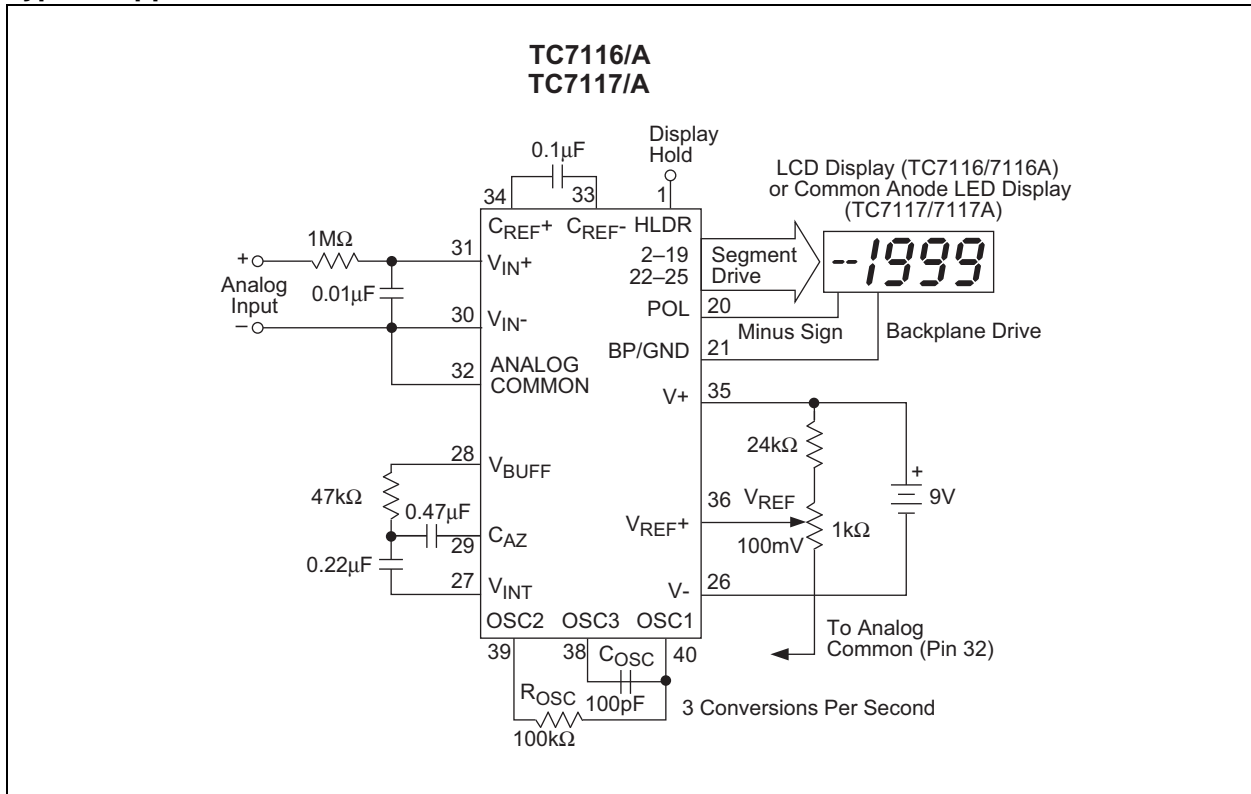 TC7116/A
TC7117/A
Display
Hold
0.1μF
LCD Display (TC7116/7116A)
or Common Anode LED Display
(TC7117/7117A)
34
33
1
CREF+
CREF-
HLDR
1MΩ
31
VIN+
2–19
22–25
Segment
Drive
-1999
+
Analog
Input
–
0.01μF
30
VIN-
POL
20
Minus Sign
Backplane Drive
BP/GND
21
32
ANALOG
COMMON
V+
35
24kΩ
28
VBUFF
47kΩ
0.47μF
36
VREF
+
9V
VREF+
1kΩ
100mV
29
CAZ
0.22μF
27
VINT
V-
26
OSC2
OSC3
OSC1
To Analog
Common (Pin 32)
39
38
COSC
40
ROSC
100pF
3 Conversions Per Second
100kΩ